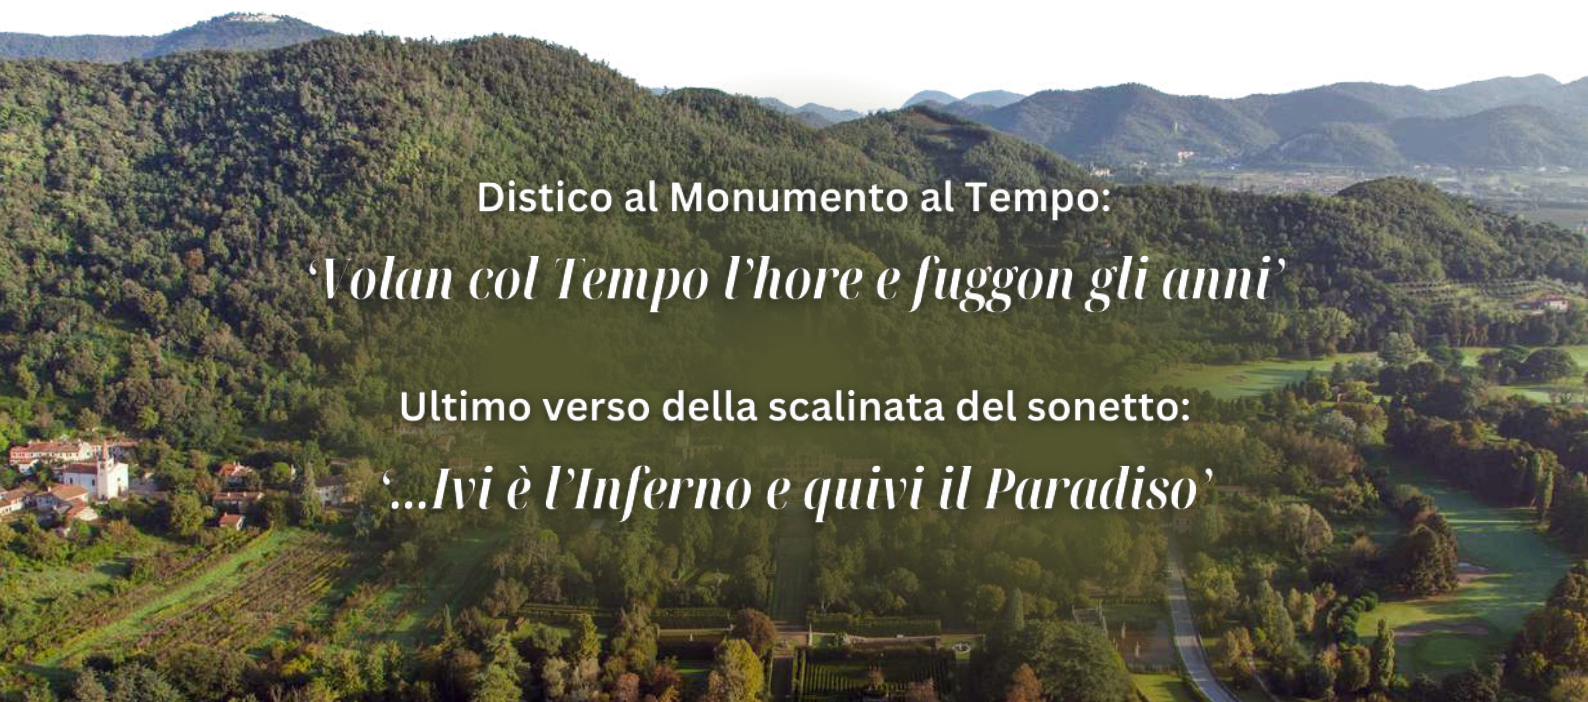 Distico al Monumento al Tempo:
‘Volan col Tempo l’hore e fuggon gli anni’
Ultimo verso della scalinata del sonetto:
‘...Ivi è l’Inferno e quivi il Paradiso’